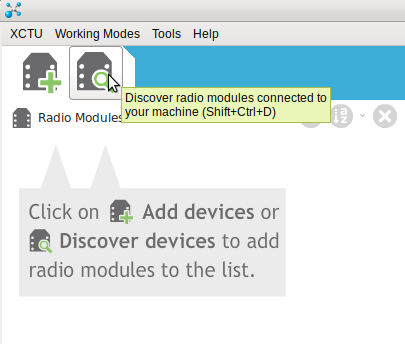 XCTU Working Modes Tools Help
Discover radio modules connected to
your machine (Shift+Ctrl+D)
Radio Modules
Click on Add devices or
Discover devices to add
radio modules to the list.